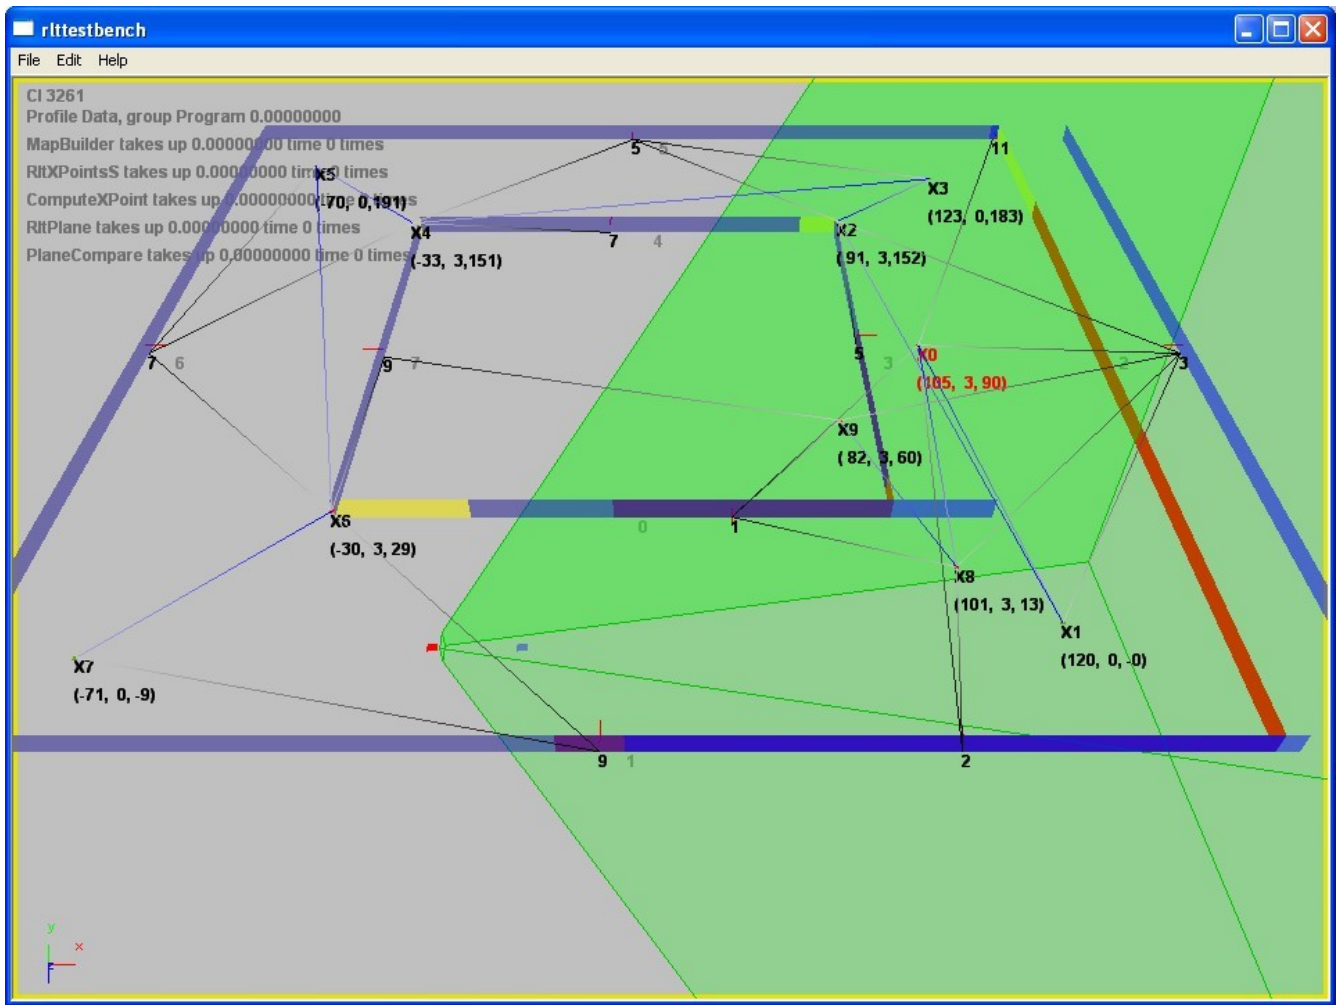 rlttestbench
File Edit Help
CI 3261
Profile Data, group Program 0.00000000
MapBuilder takes up 0.00000000 time 0 times
RltXPointsS takes up 0.00000000 time 0 times
ComputeXPoint takes up 0.00000000 time 0 times
RltPlane takes up 0.00000000 time 0 times
PlaneCompare takes up 0.00000000 time 0 times
5 5
11
X5
(-70, 0,191)
X3
(123, 0,183)
X4
(-33, 3,151)
7 4
X2
(91, 3,152)
7 6
9 7
5 3
X0
(105, 3, 90)
2 3
X9
(82, 3, 60)
X6
(-30, 3, 29)
0 1
X8
(101, 3, 13)
X1
(120, 0, -0)
X7
(-71, 0, -9)
9 1
2
y
x